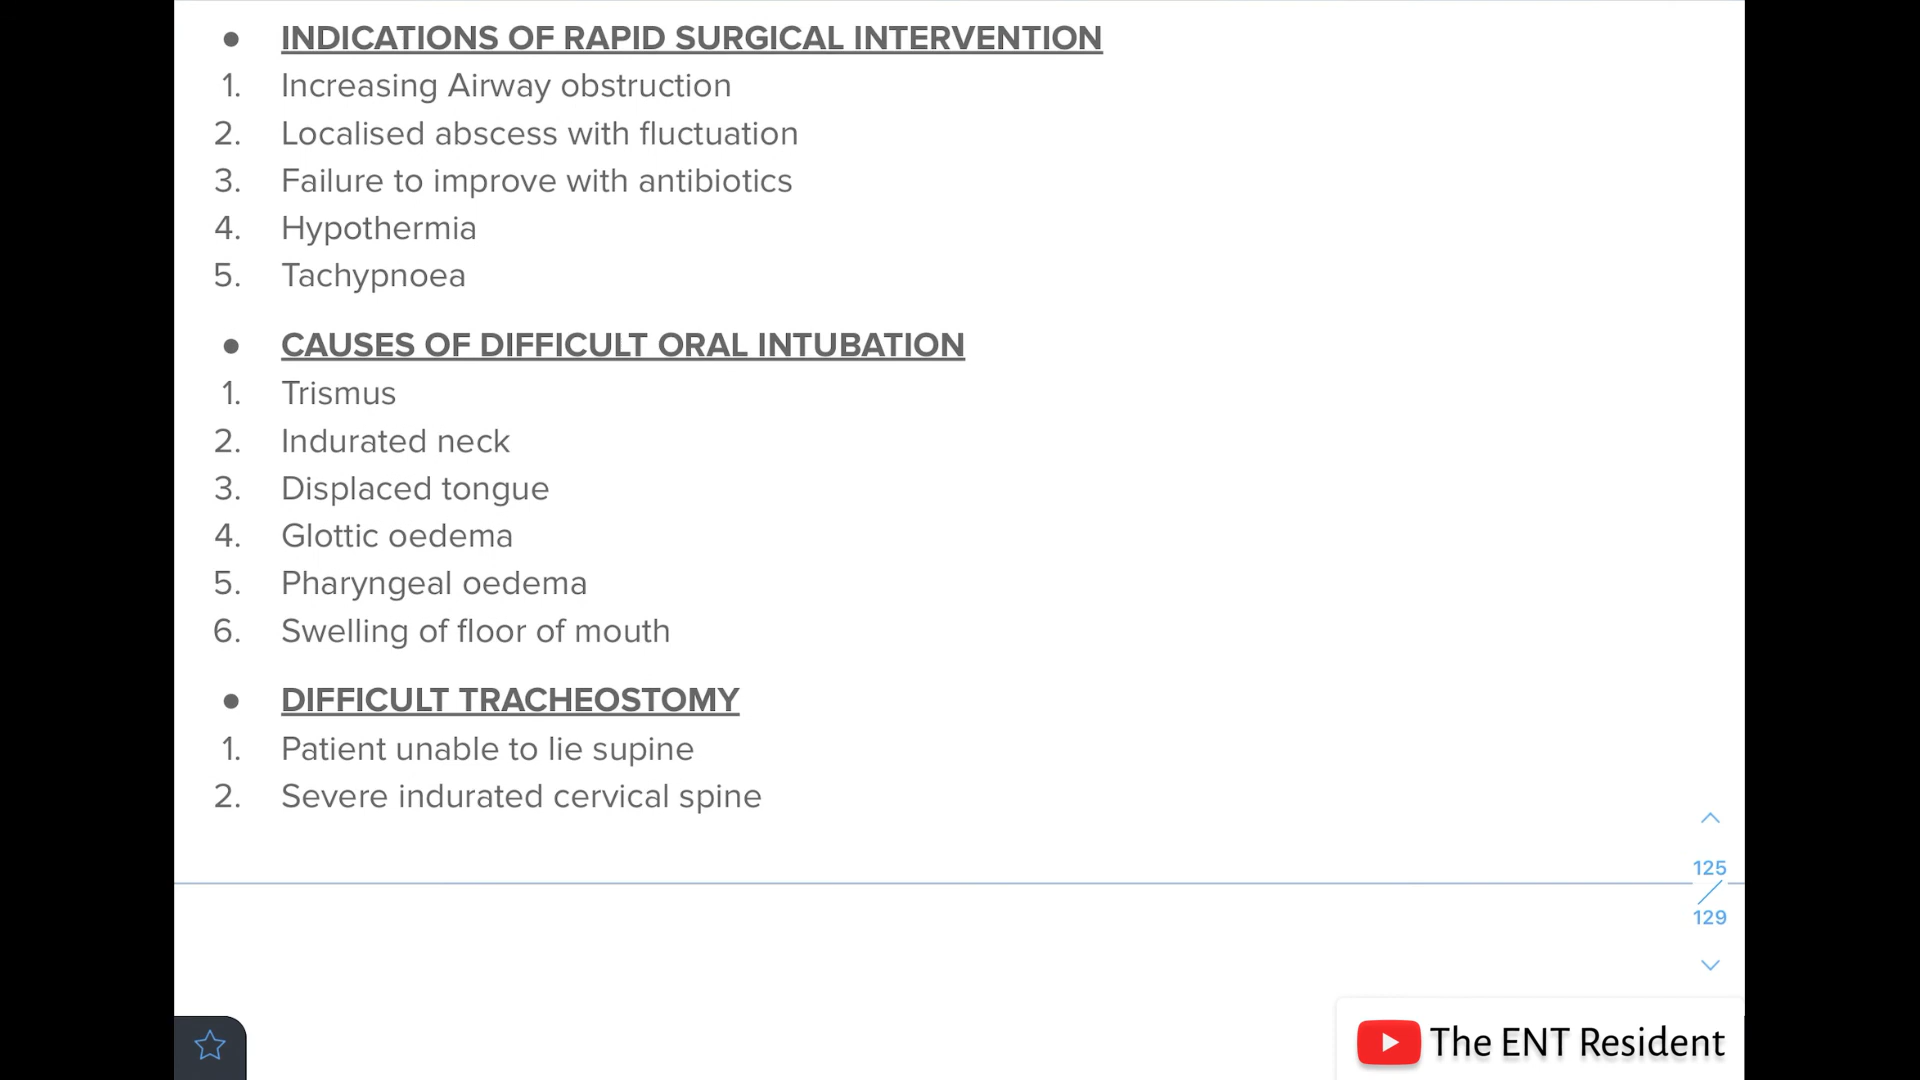 ● INDICATIONS OF RAPID SURGICAL INTERVENTION
1. Increasing Airway obstruction
2. Localised abscess with fluctuation
3. Failure to improve with antibiotics
4. Hypothermia
5. Tachypnoea
● CAUSES OF DIFFICULT ORAL INTUBATION
1. Trismus
2. Indurated neck
3. Displaced tongue
4. Glottic oedema
5. Pharyngeal oedema
6. Swelling of floor of mouth
● DIFFICULT TRACHEOSTOMY
1. Patient unable to lie supine
2. Severe indurated cervical spine
125
129
The ENT Resident